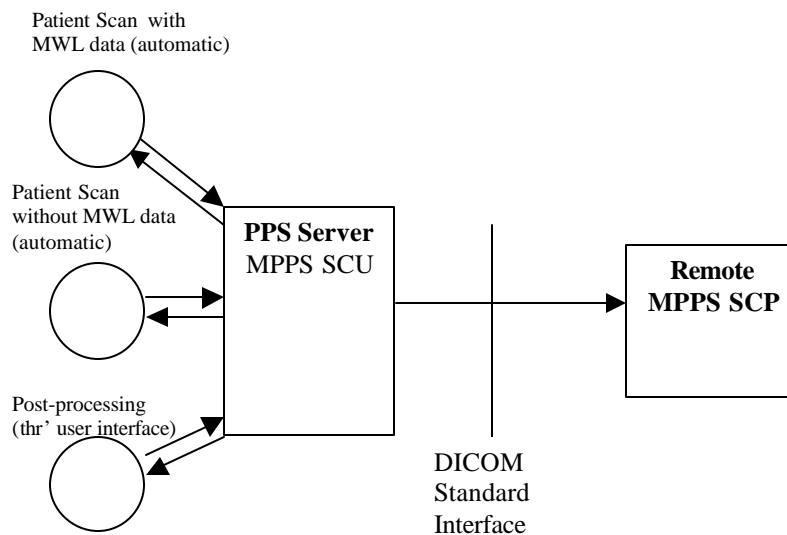 Patient Scan with
MWL data (automatic)
Patient Scan
without MWL data
(automatic)
Post-processing
(thr’ user interface)
PPS Server
MPPS SCU
DICOM
Standard
Interface
Remote
MPPS SCP